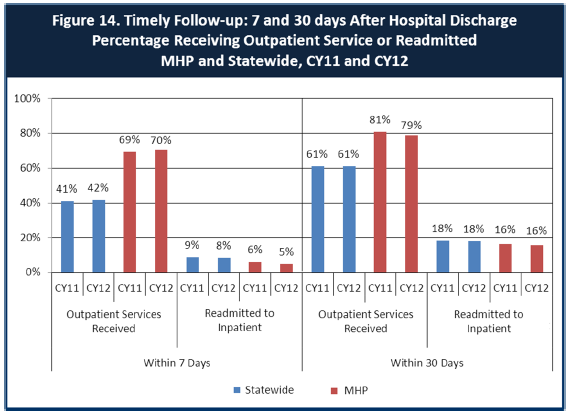 Figure 14. Timely Follow-up: 7 and 30 days After Hospital Discharge
Percentage Receiving Outpatient Service or Readmitted
MHP and Statewide, CY11 and CY12
100%
80%
60%
40%
20%
0%
41%
42%
69%
70%
9%
8%
6%
5%
61%
61%
81%
79%
18%
18%
16%
16%
CY11 CY12 CY11 CY12 CY11 CY12 CY11 CY12 CY11 CY12 CY11 CY12 CY11 CY12 CY11 CY12
Outpatient Services
Received
Readmitted to
Inpatient
Outpatient Services
Received
Readmitted to
Inpatient
Within 7 Days
Within 30 Days
Statewide
MHP